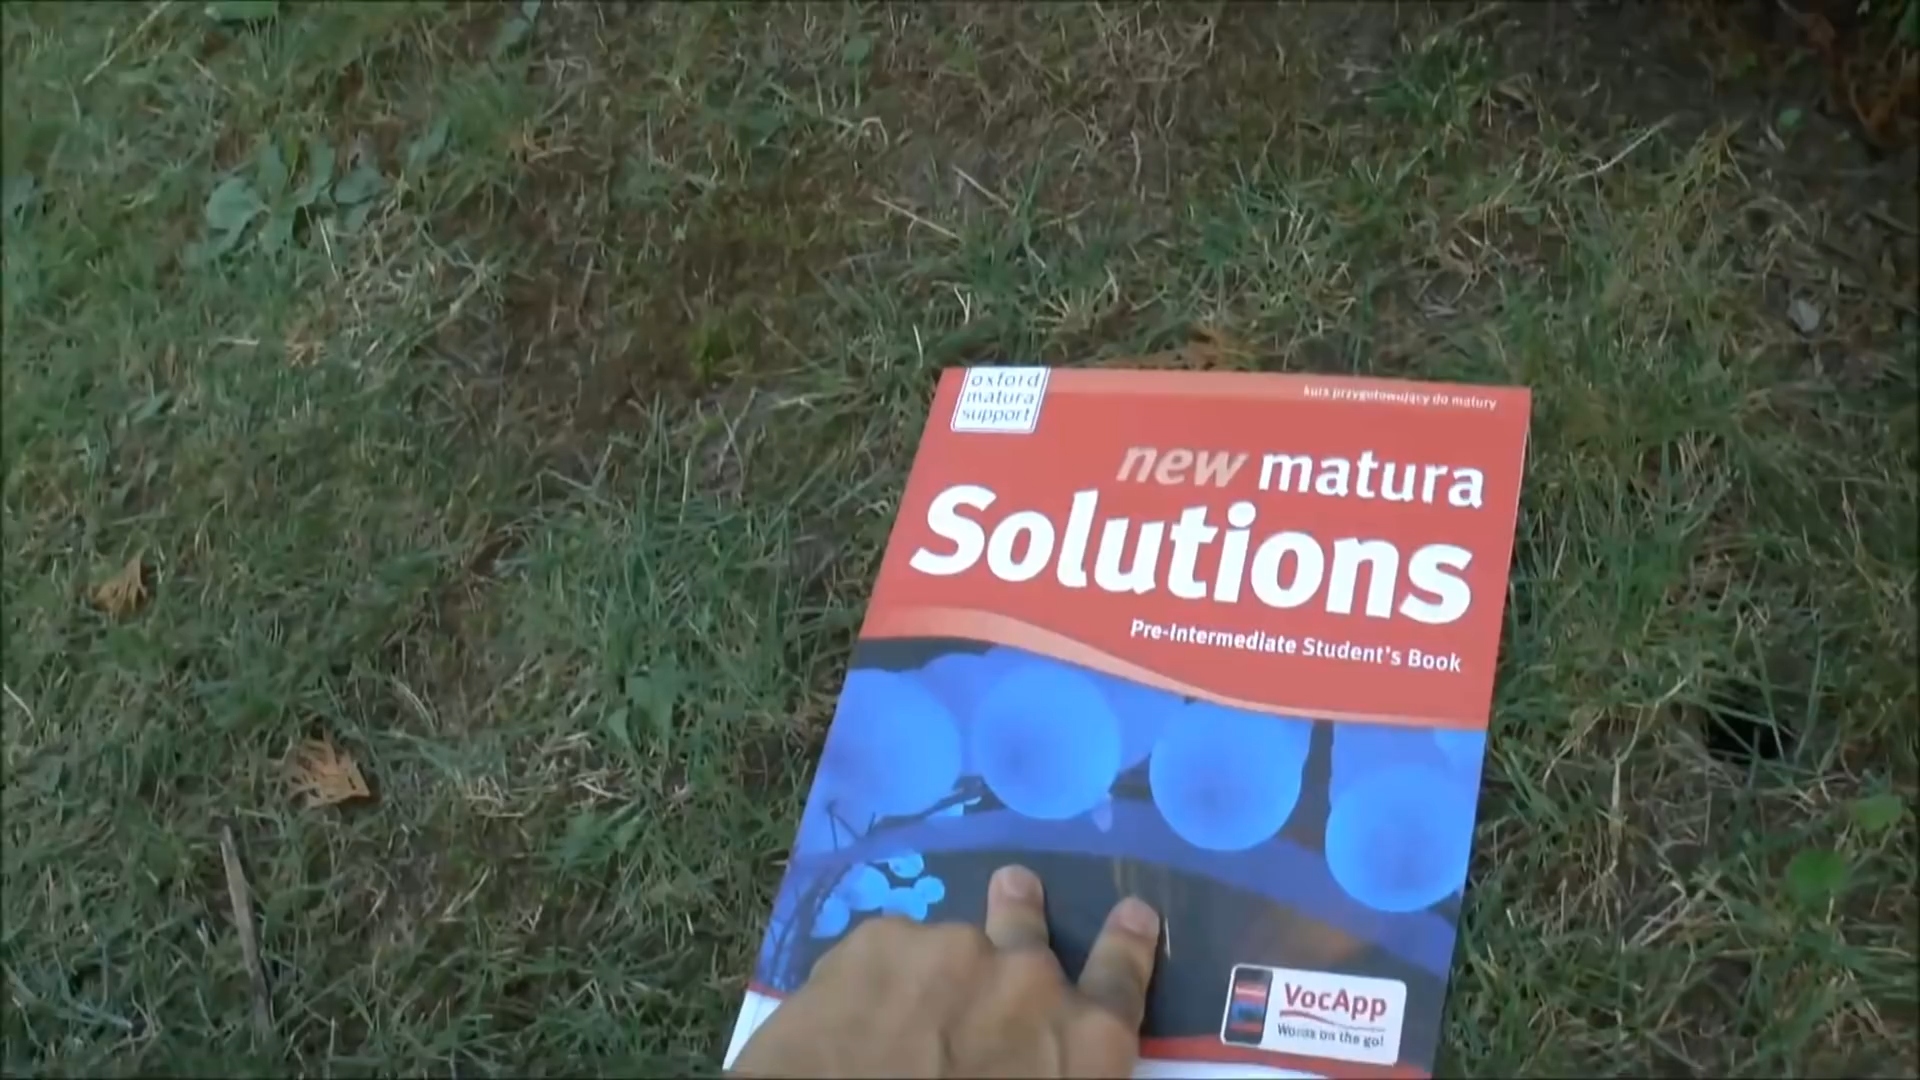 oxford
matura
support
kurs przygotowujący do matury
new matura
Solutions
Pre-Intermediate Student's Book
VocApp
Words on the go!